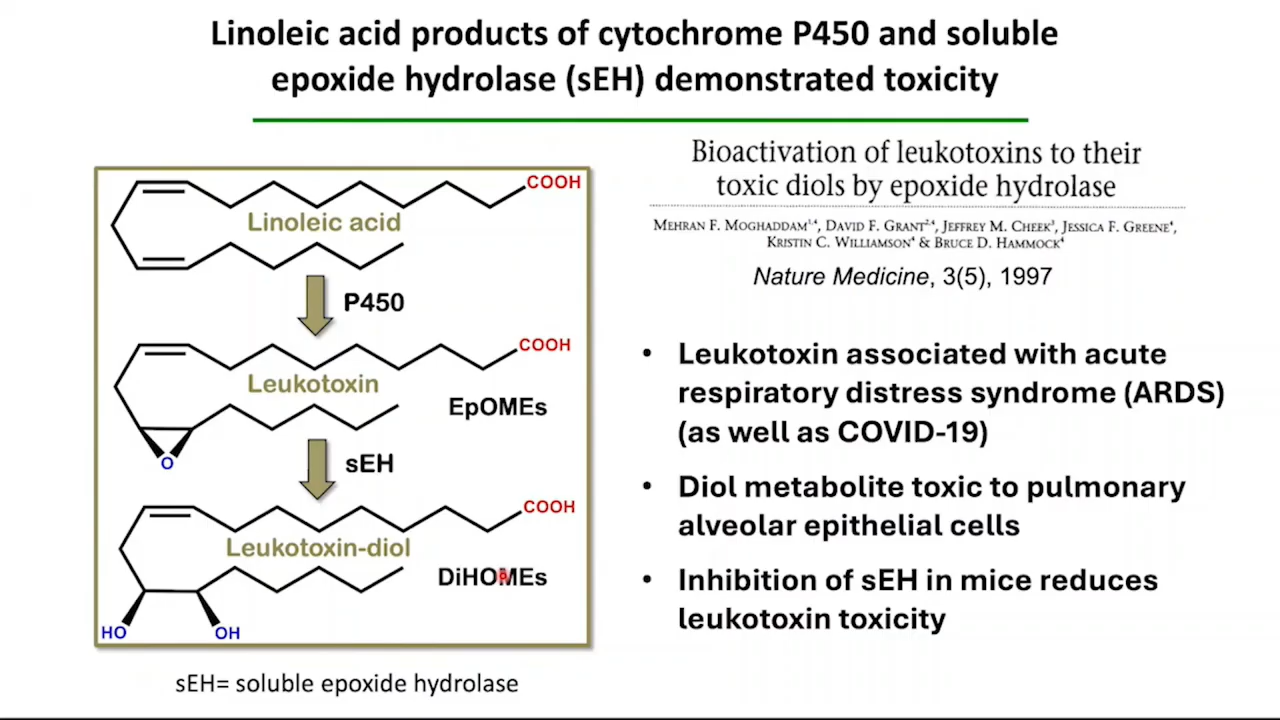 Linoleic acid products of cytochrome P450 and soluble
epoxide hydrolase (sEH) demonstrated toxicity
COOH
Linoleic acid
P450
COOH
Leukotoxin
EpOMEs
O
sEH
COOH
Leukotoxin-diol
DiHOMEs
HO
OH
sEH= soluble epoxide hydrolase
Bioactivation of leukotoxins to their
toxic diols by epoxide hydrolase
Mehran F. Moghaddam¹,⁴, David F. Grant²,⁴, Jeffrey M. Cheek³, Jessica F. Greene⁴,
Kristin C. Williamson⁴ & Bruce D. Hammock⁴
Nature Medicine, 3(5), 1997
• Leukotoxin associated with acute
respiratory distress syndrome (ARDS)
(as well as COVID-19)
• Diol metabolite toxic to pulmonary
alveolar epithelial cells
• Inhibition of sEH in mice reduces
leukotoxin toxicity